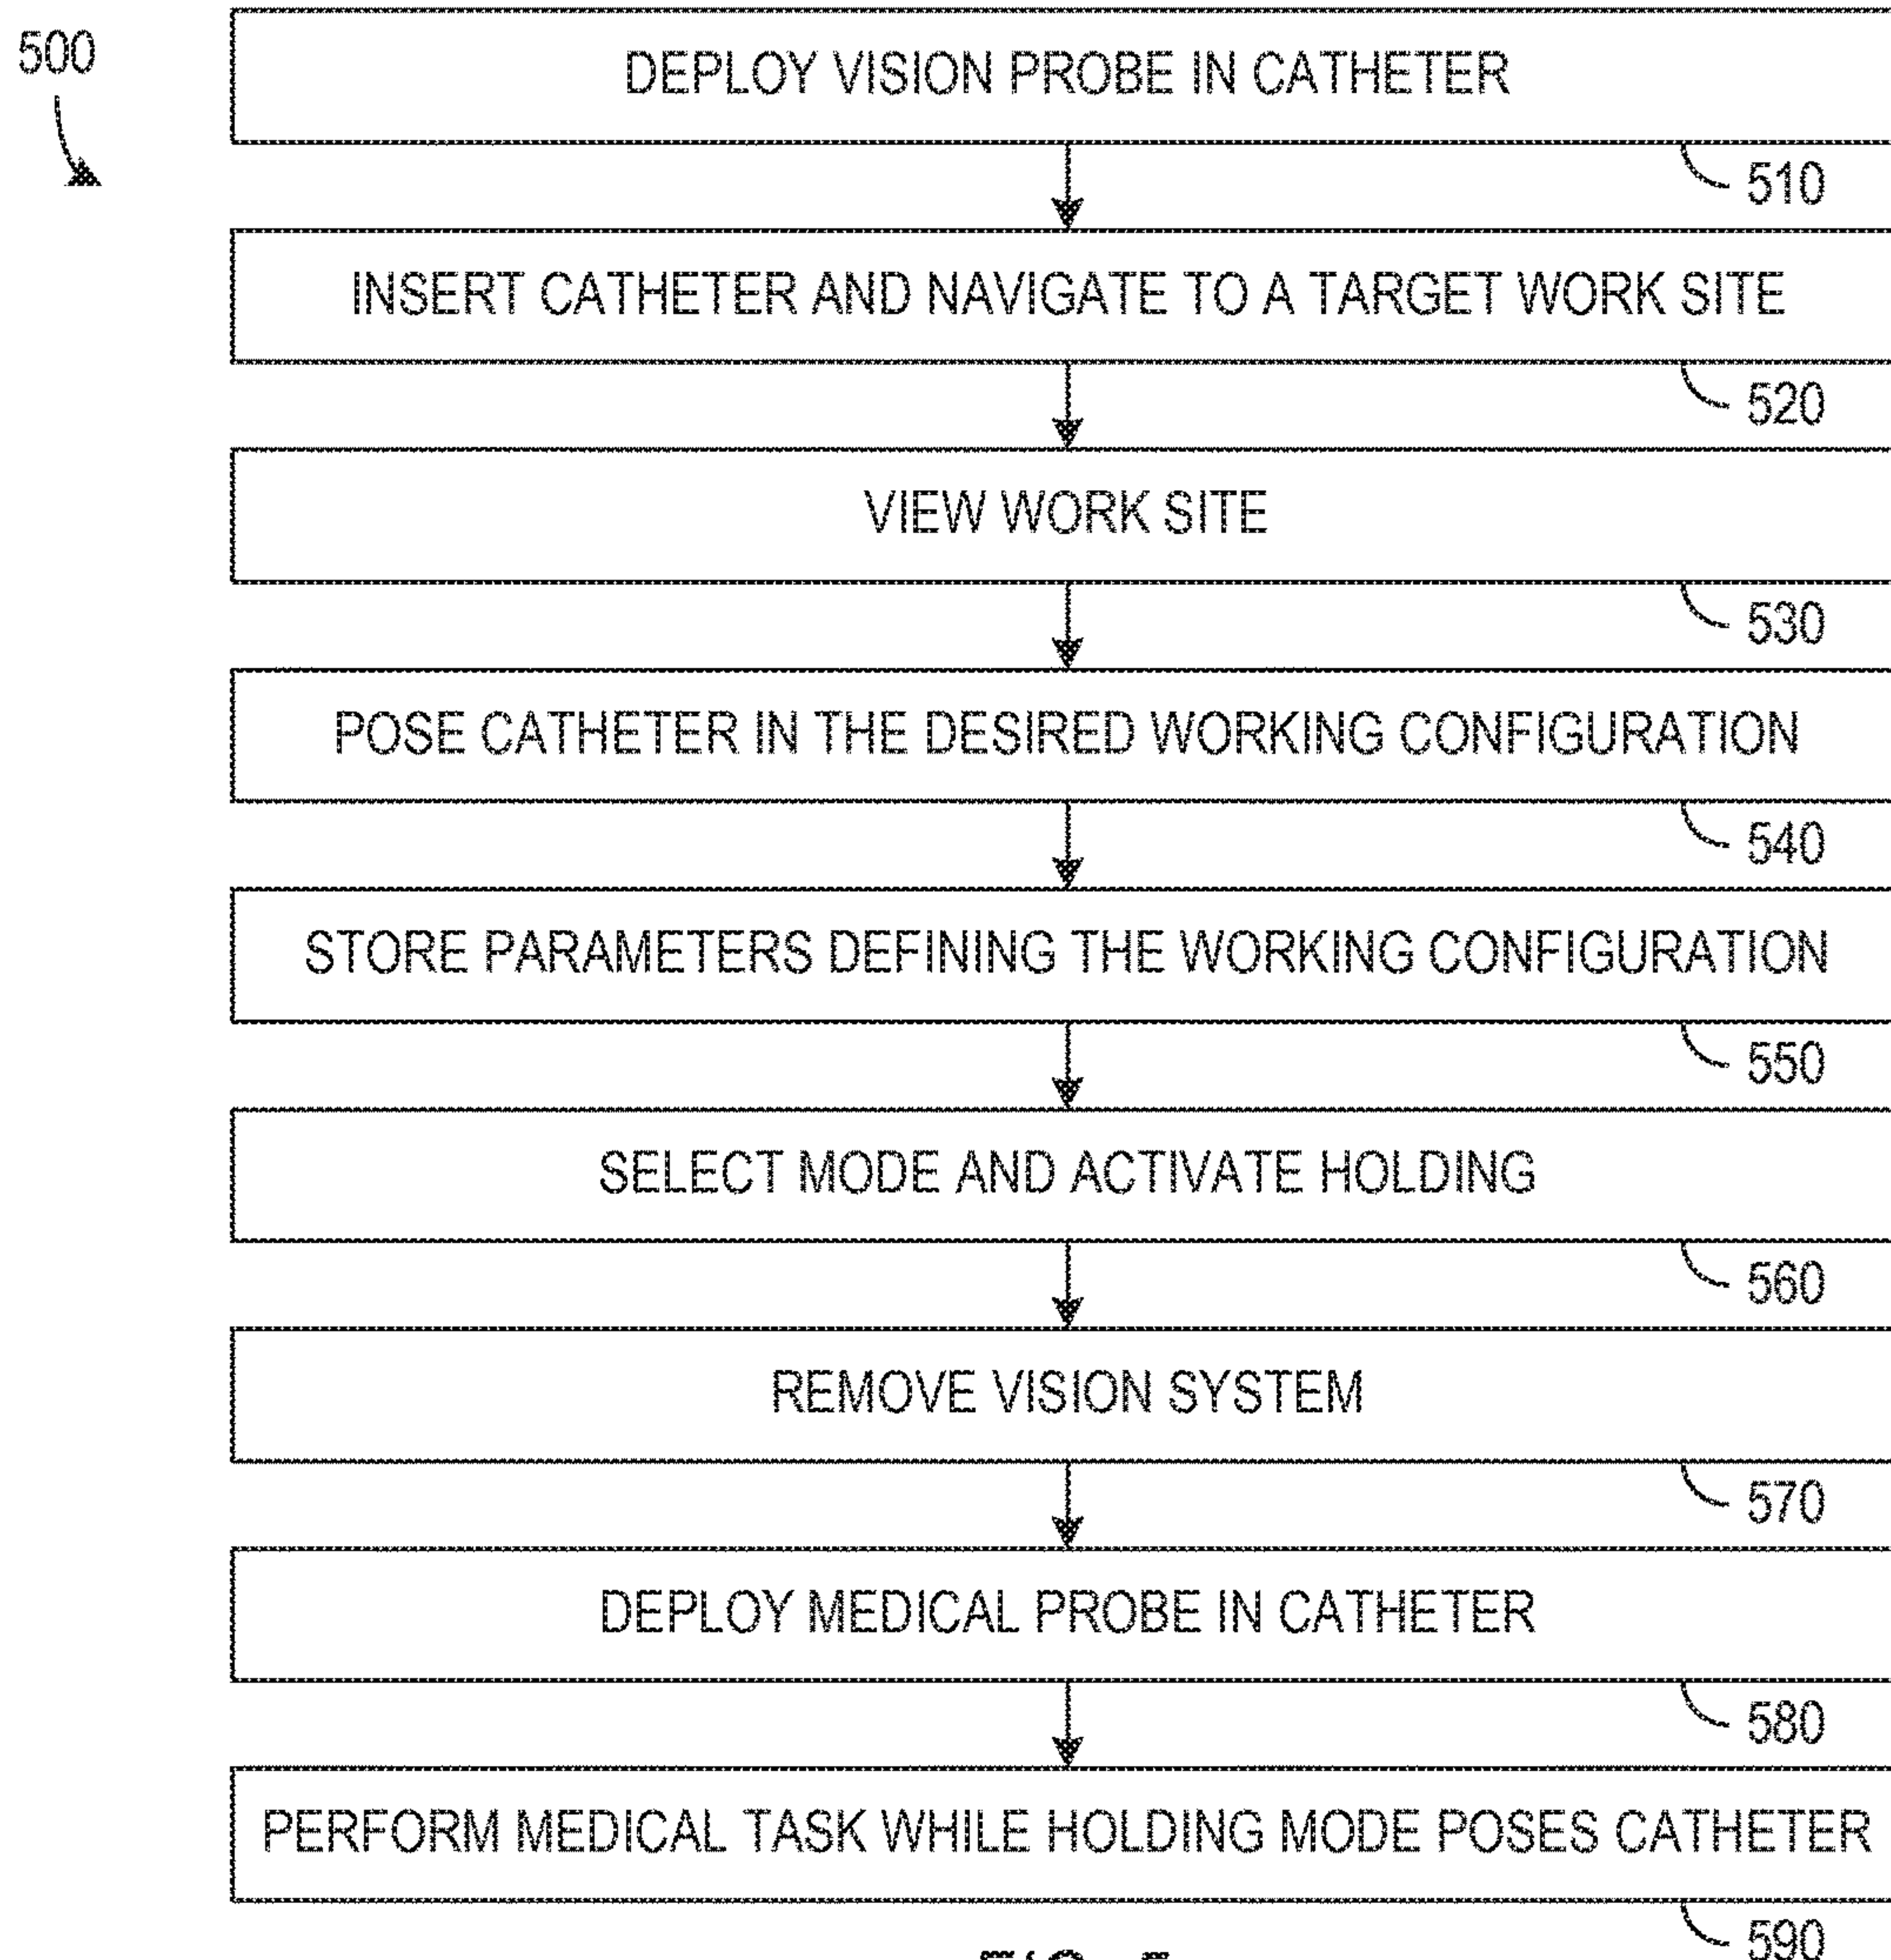 500
DEPLOY VISION PROBE IN CATHETER
510
INSERT CATHETER AND NAVIGATE TO A TARGET WORK SITE
520
VIEW WORK SITE
530
POSE CATHETER IN THE DESIRED WORKING CONFIGURATION
540
STORE PARAMETERS DEFINING THE WORKING CONFIGURATION
550
SELECT MODE AND ACTIVATE HOLDING
560
REMOVE VISION SYSTEM
570
DEPLOY MEDICAL PROBE IN CATHETER
580
PERFORM MEDICAL TASK WHILE HOLDING MODE POSES CATHETER
590